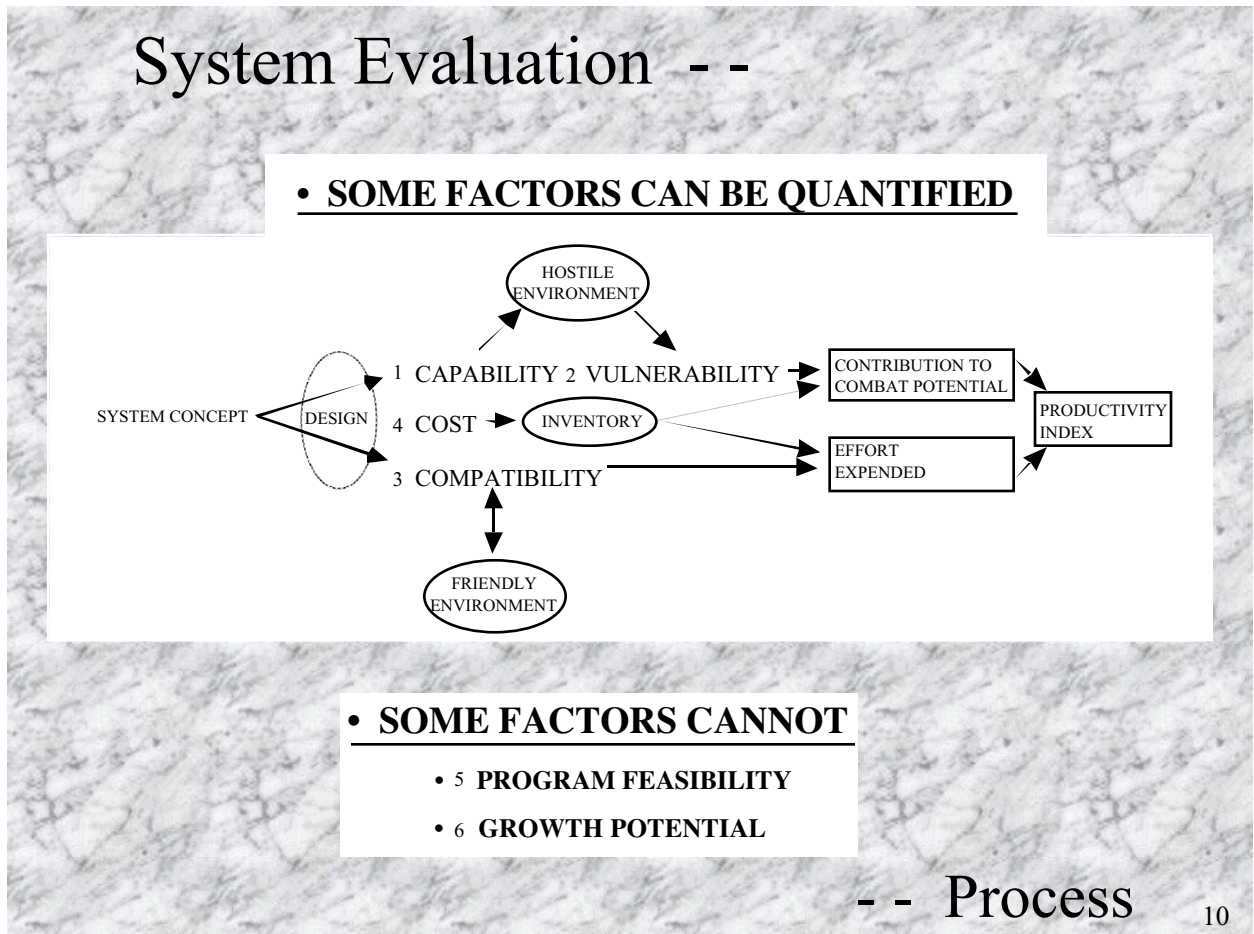 System Evaluation - -
• SOME FACTORS CAN BE QUANTIFIED
HOSTILE
ENVIRONMENT
1 CAPABILITY 2 VULNERABILITY
CONTRIBUTION TO
COMBAT POTENTIAL
SYSTEM CONCEPT
DESIGN
4 COST
INVENTORY
PRODUCTIVITY
INDEX
EFFORT
EXPENDED
3 COMPATIBILITY
FRIENDLY
ENVIRONMENT
• SOME FACTORS CANNOT
• 5 PROGRAM FEASIBILITY
• 6 GROWTH POTENTIAL
- - Process
10